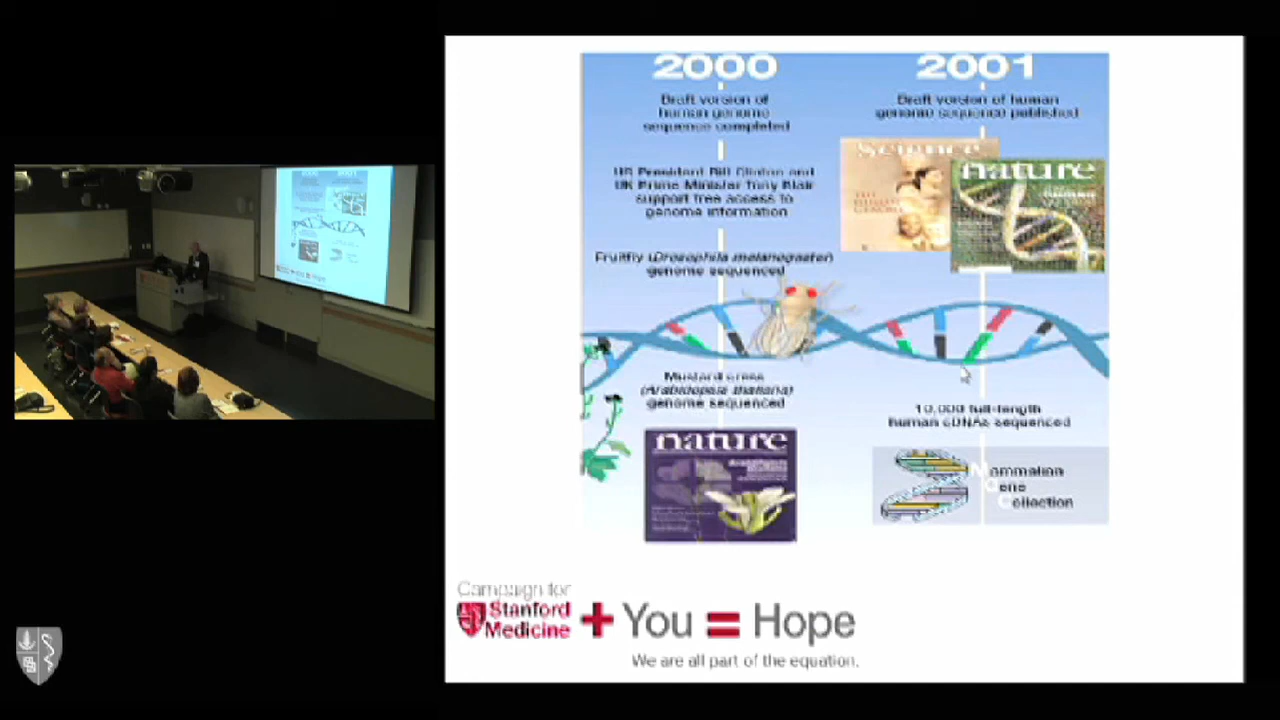 2000
Draft version of
human genome
sequence completed
US President Bill Clinton and
UK Prime Minister Tony Blair
support free access to
genome information
Fruitfly (Drosophila melanogaster)
genome sequenced
Mustard cress
(Arabidopsis thaliana)
genome sequenced
nature
2001
Draft version of human
genome sequence published
Science
nature
10,000 full-length
human cDNAs sequenced
Mammalian
Gene
Collection
Campaign for
Stanford
Medicine
+ You = Hope
We are all part of the equation.